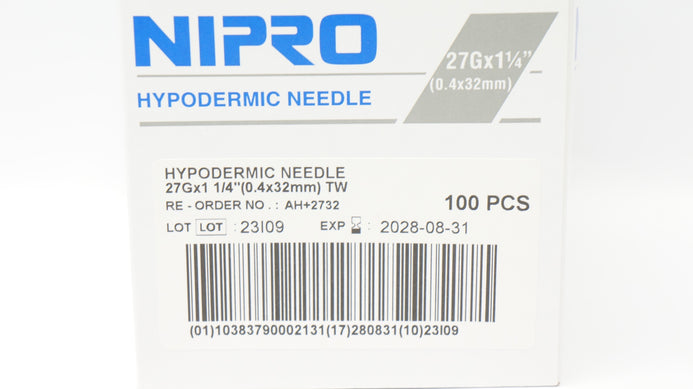 NIPRO
27Gx1¼”
(0.4x32mm)
HYPODERMIC NEEDLE
HYPODERMIC NEEDLE
27Gx1 1/4"(0.4x32mm) TW
RE - ORDER NO . : AH+2732
100 PCS
LOT LOT : 23I09 EXP : 2028-08-31
(01)10383790002131(17)280831(10)23I09